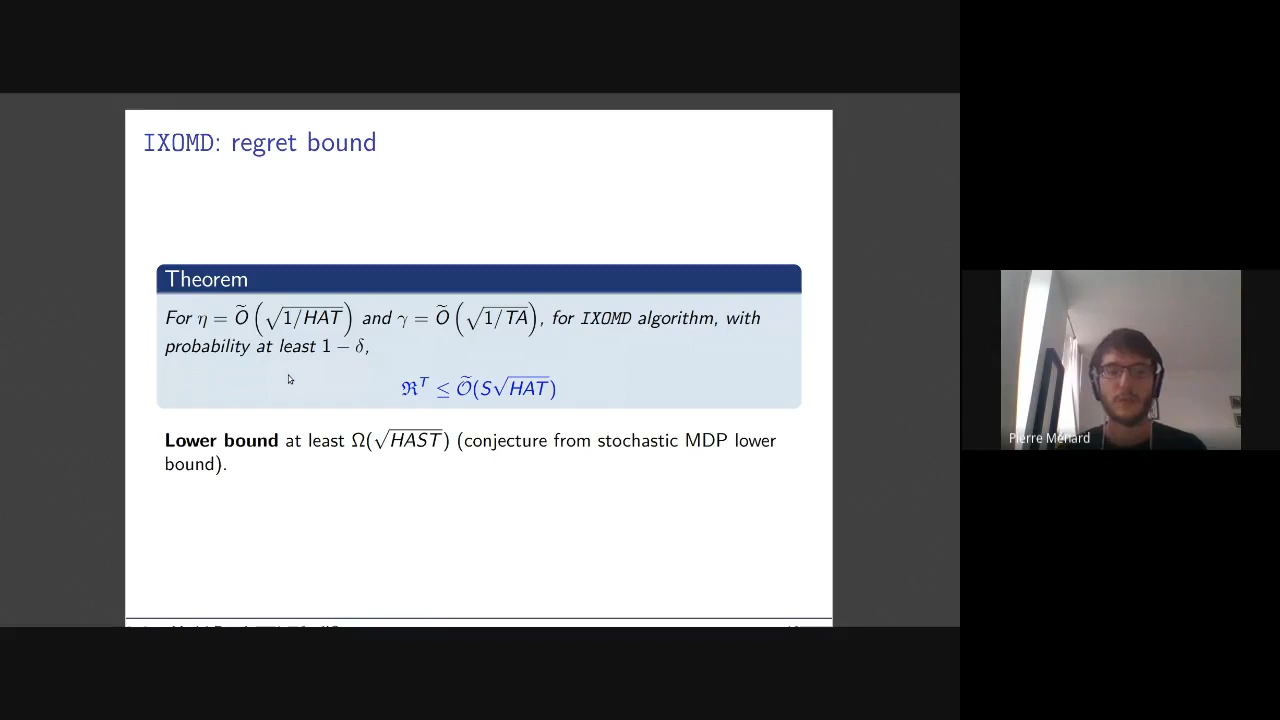 IXOMD: regret bound
Theorem
For η = Õ(√1/HAT) and γ = Õ(√1/TA), for IXOMD algorithm, with
probability at least 1 − δ,
ℜᵀ ≤ Õ(S√HAT)
Lower bound at least Ω(√HAST) (conjecture from stochastic MDP lower
bound).
Pierre Ménard